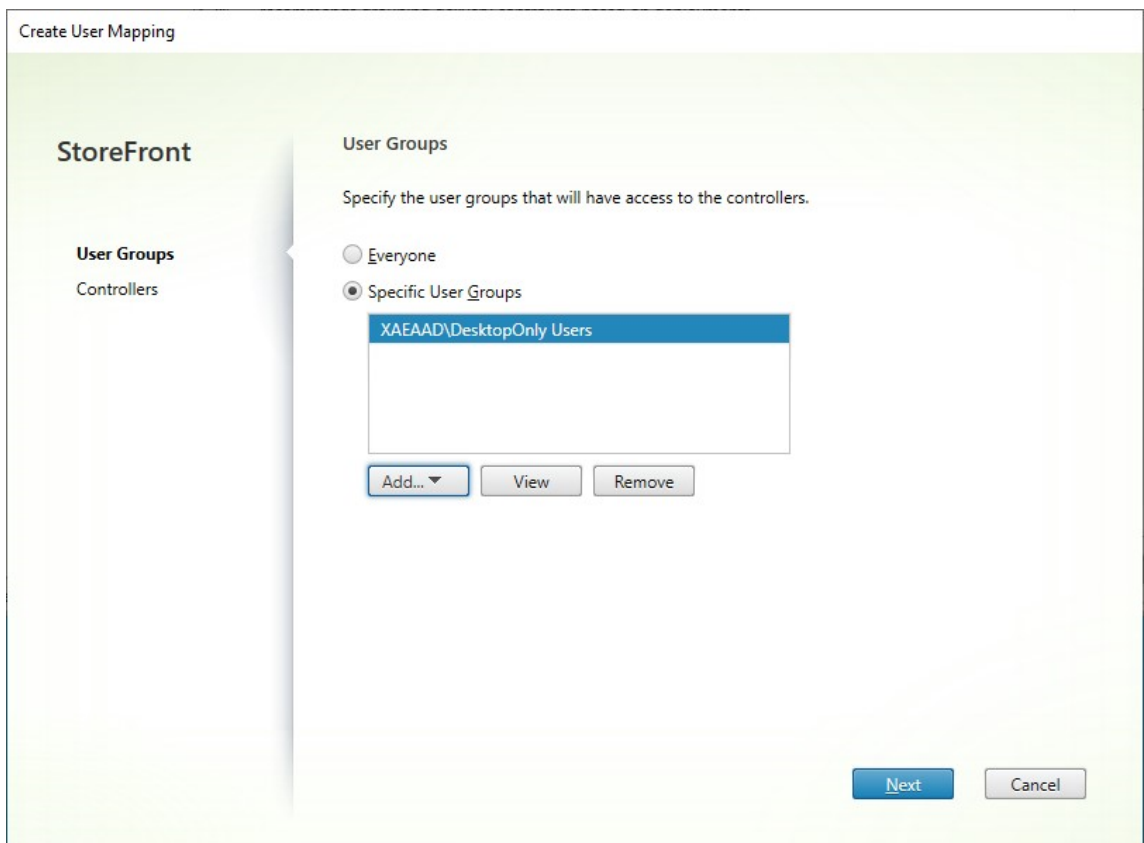 Create User Mapping
StoreFront
User Groups
Controllers
User Groups
Specify the user groups that will have access to the controllers.
Everyone
Specific User Groups
XAEAAD\DesktopOnly Users
Add...
View
Remove
Next
Cancel